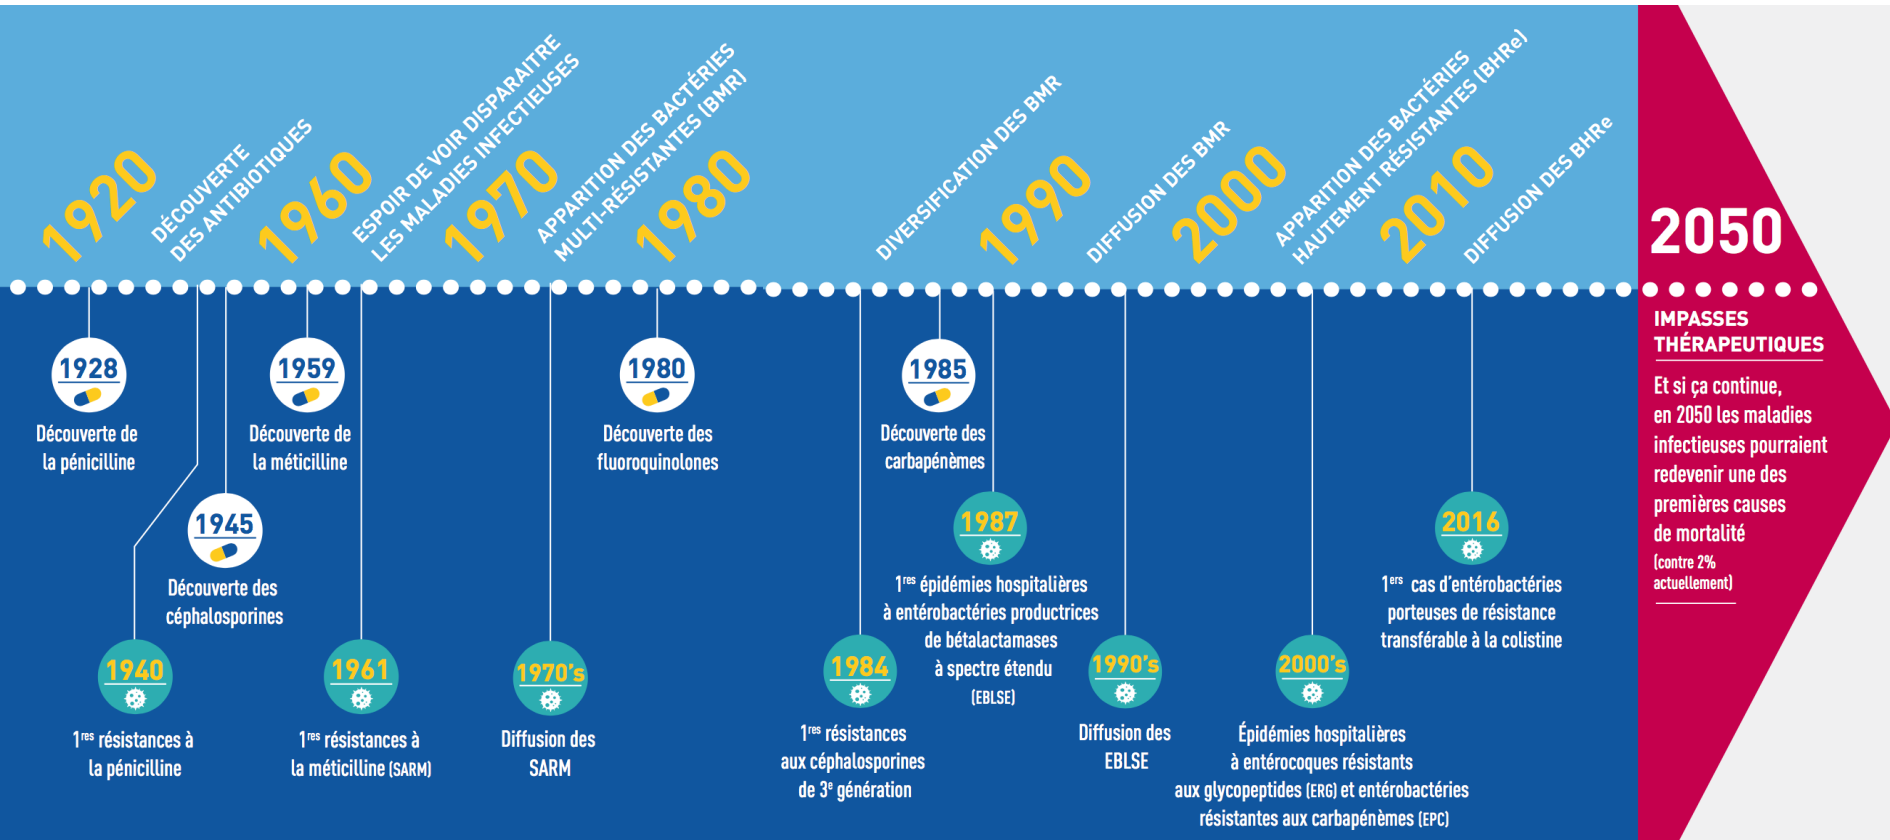 1920
DÉCOUVERTE
DES ANTIBIOTIQUES
1960
ESPOIR DE VOIR DISPARAITRE
LES MALADIES INFECTIEUSES
1970
APPARITION DES BACTÉRIES
MULTI-RÉSISTANTES (BMR)
1980
DIVERSIFICATION DES BMR
1990
DIFFUSION DES BMR
2000
APPARITION DES BACTÉRIES
HAUTEMENT RÉSISTANTES (BHRe)
2010
DIFFUSION DES BHRe
1928
Découverte de
la pénicilline
1940
1res résistances à
la pénicilline
1945
Découverte des
céphalosporines
1959
Découverte de
la méticilline
1961
1res résistances à
la méticilline (SARM)
1970's
Diffusion des
SARM
1980
Découverte des
fluoroquinolones
1984
1res résistances
aux céphalosporines
de 3e génération
1985
Découverte des
carbapénèmes
1987
1res épidémies hospitalières
à entérobactéries productrices
de bétalactamases
à spectre étendu
(EBLSE)
1990's
Diffusion des
EBLSE
2000's
Épidémies hospitalières
à entérocoques résistants
aux glycopeptides (ERG) et entérobactéries
résistantes aux carbapénèmes (EPC)
2016
1ers cas d'entérobactéries
porteuses de résistance
transférable à la colistine
2050
IMPASSES
THÉRAPEUTIQUES
Et si ça continue,
en 2050 les maladies
infectieuses pourraient
redevenir une des
premières causes
de mortalité
(contre 2%
actuellement)